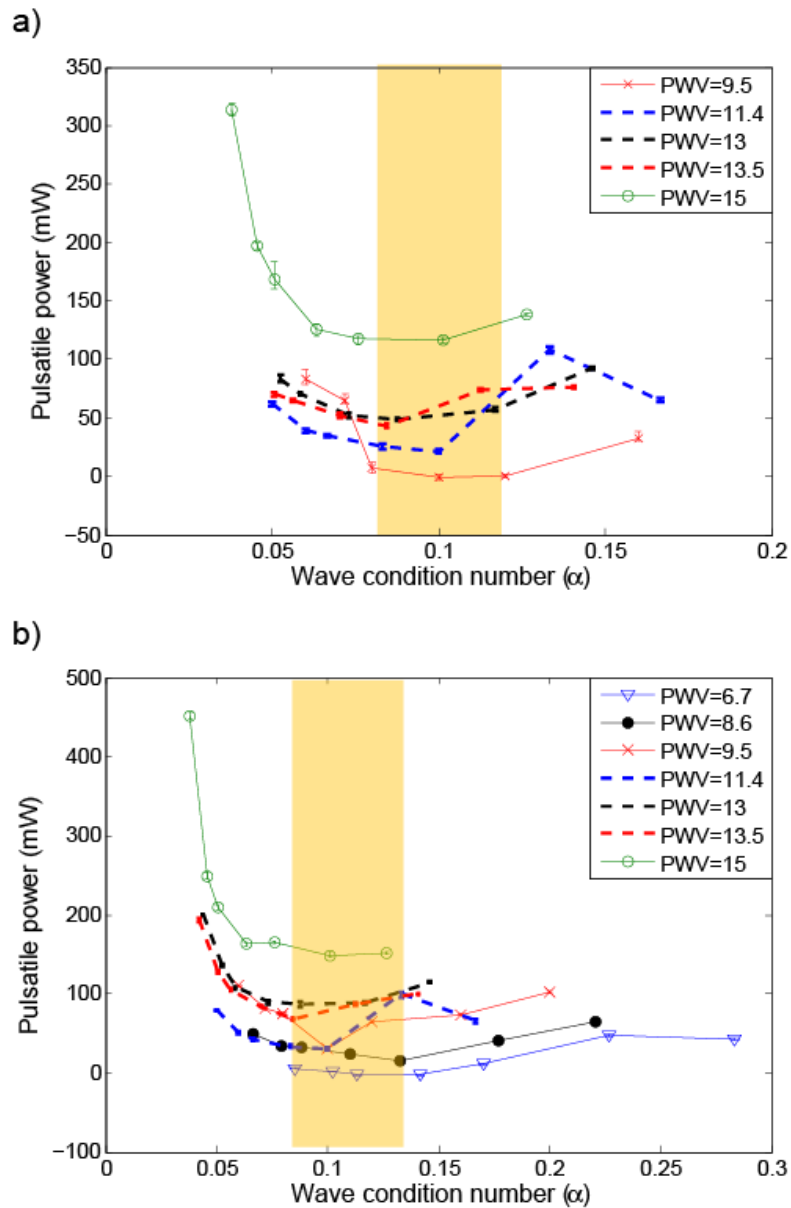 a)
350
300
250
200
150
100
50
0
−50
Pulsatile power (mW)
PWV=9.5
PWV=11.4
PWV=13
PWV=13.5
PWV=15
0 0.05 0.1 0.15 0.2
Wave condition number (α)
b)
500
400
300
200
100
0
−100
Pulsatile power (mW)
PWV=6.7
PWV=8.6
PWV=9.5
PWV=11.4
PWV=13
PWV=13.5
PWV=15
0 0.05 0.1 0.15 0.2 0.25 0.3
Wave condition number (α)